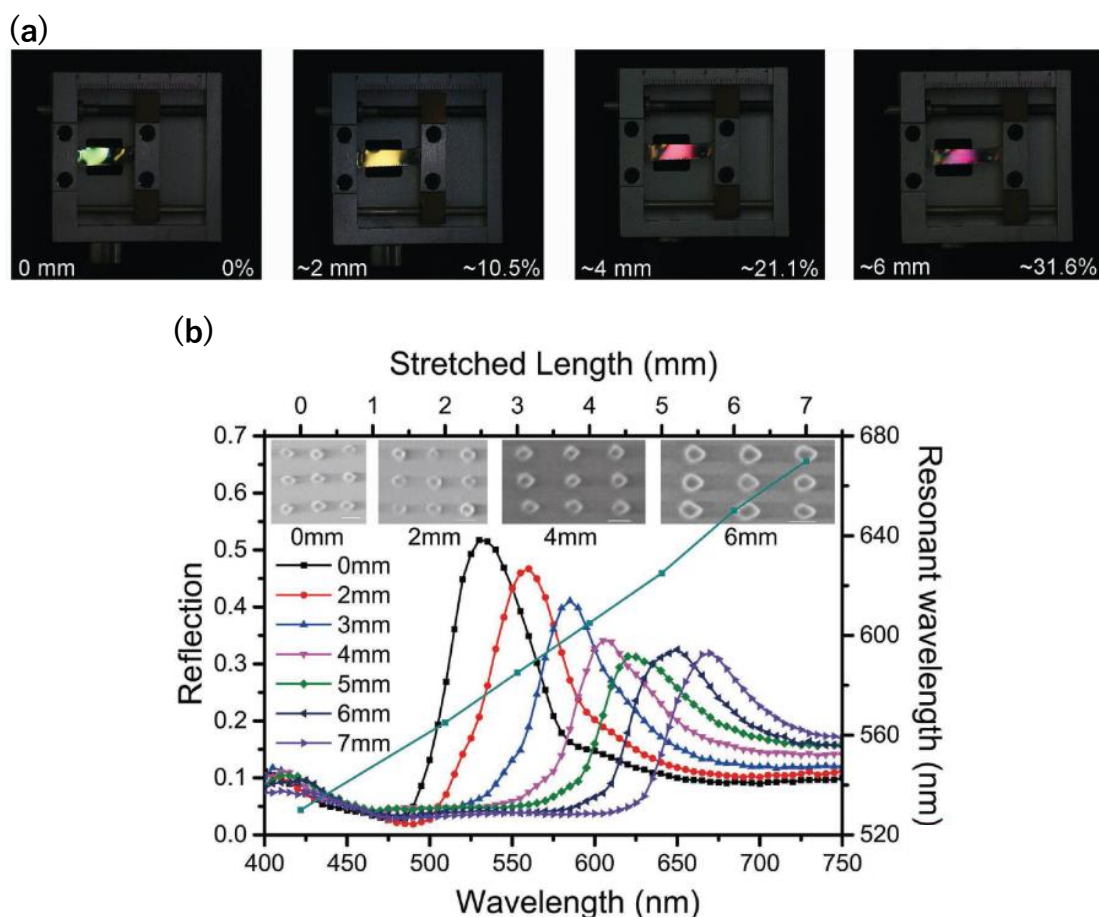 (a)
0 mm 0%
~2 mm ~10.5%
~4 mm ~21.1%
~6 mm ~31.6%
(b)
Stretched Length (mm)
0 1 2 3 4 5 6 7
0.7
0.6
0.5
0.4
0.3
0.2
0.1
0.0
Reflection
0mm 2mm 4mm 6mm
0mm
2mm
3mm
4mm
5mm
6mm
7mm
680
640
600
560
520
Resonant wavelength (nm)
400 450 500 550 600 650 700 750
Wavelength (nm)